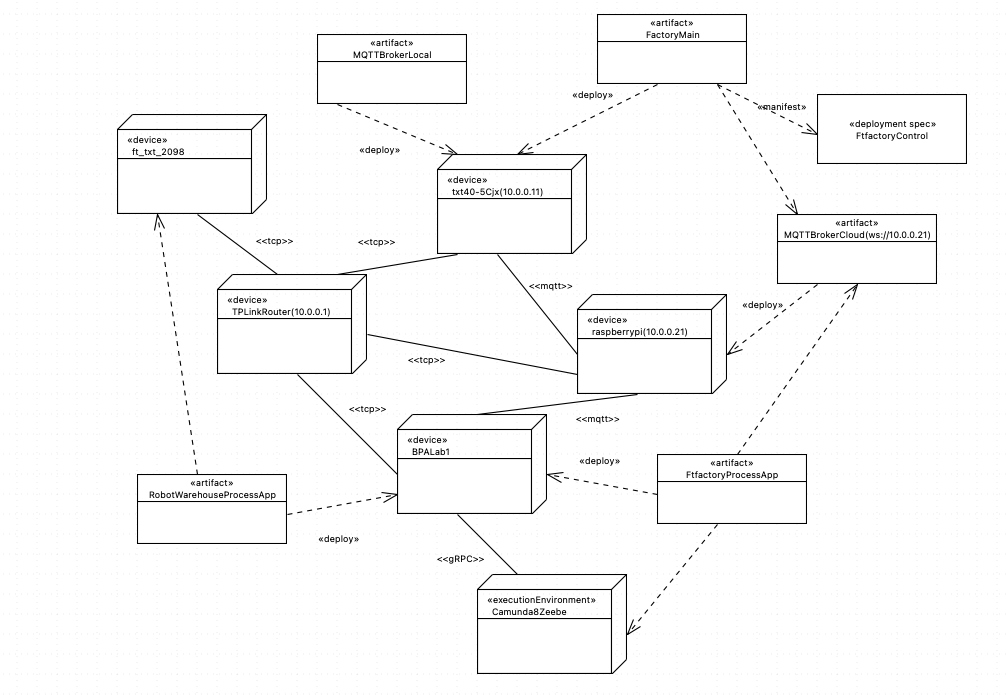 «artifact»
FactoryMain
«artifact»
MQTTBrokerLocal
«deploy»
«manifest»
«deployment spec»
FtfactoryControl
«device»
ft_txt_2098
«deploy»
«device»
txt40-5Cjx(10.0.0.11)
«artifact»
MQTTBrokerCloud(ws://10.0.0.21)
<<tcp>>
<<tcp>>
<<mqtt>>
«device»
TPLinkRouter(10.0.0.1)
«deploy»
«device»
raspberrypi(10.0.0.21)
<<tcp>>
<<tcp>>
<<mqtt>>
«device»
BPALab1
«deploy»
«artifact»
FtfactoryProcessApp
«artifact»
RobotWarehouseProcessApp
«deploy»
<<gRPC>>
«executionEnvironment»
Camunda8Zeebe